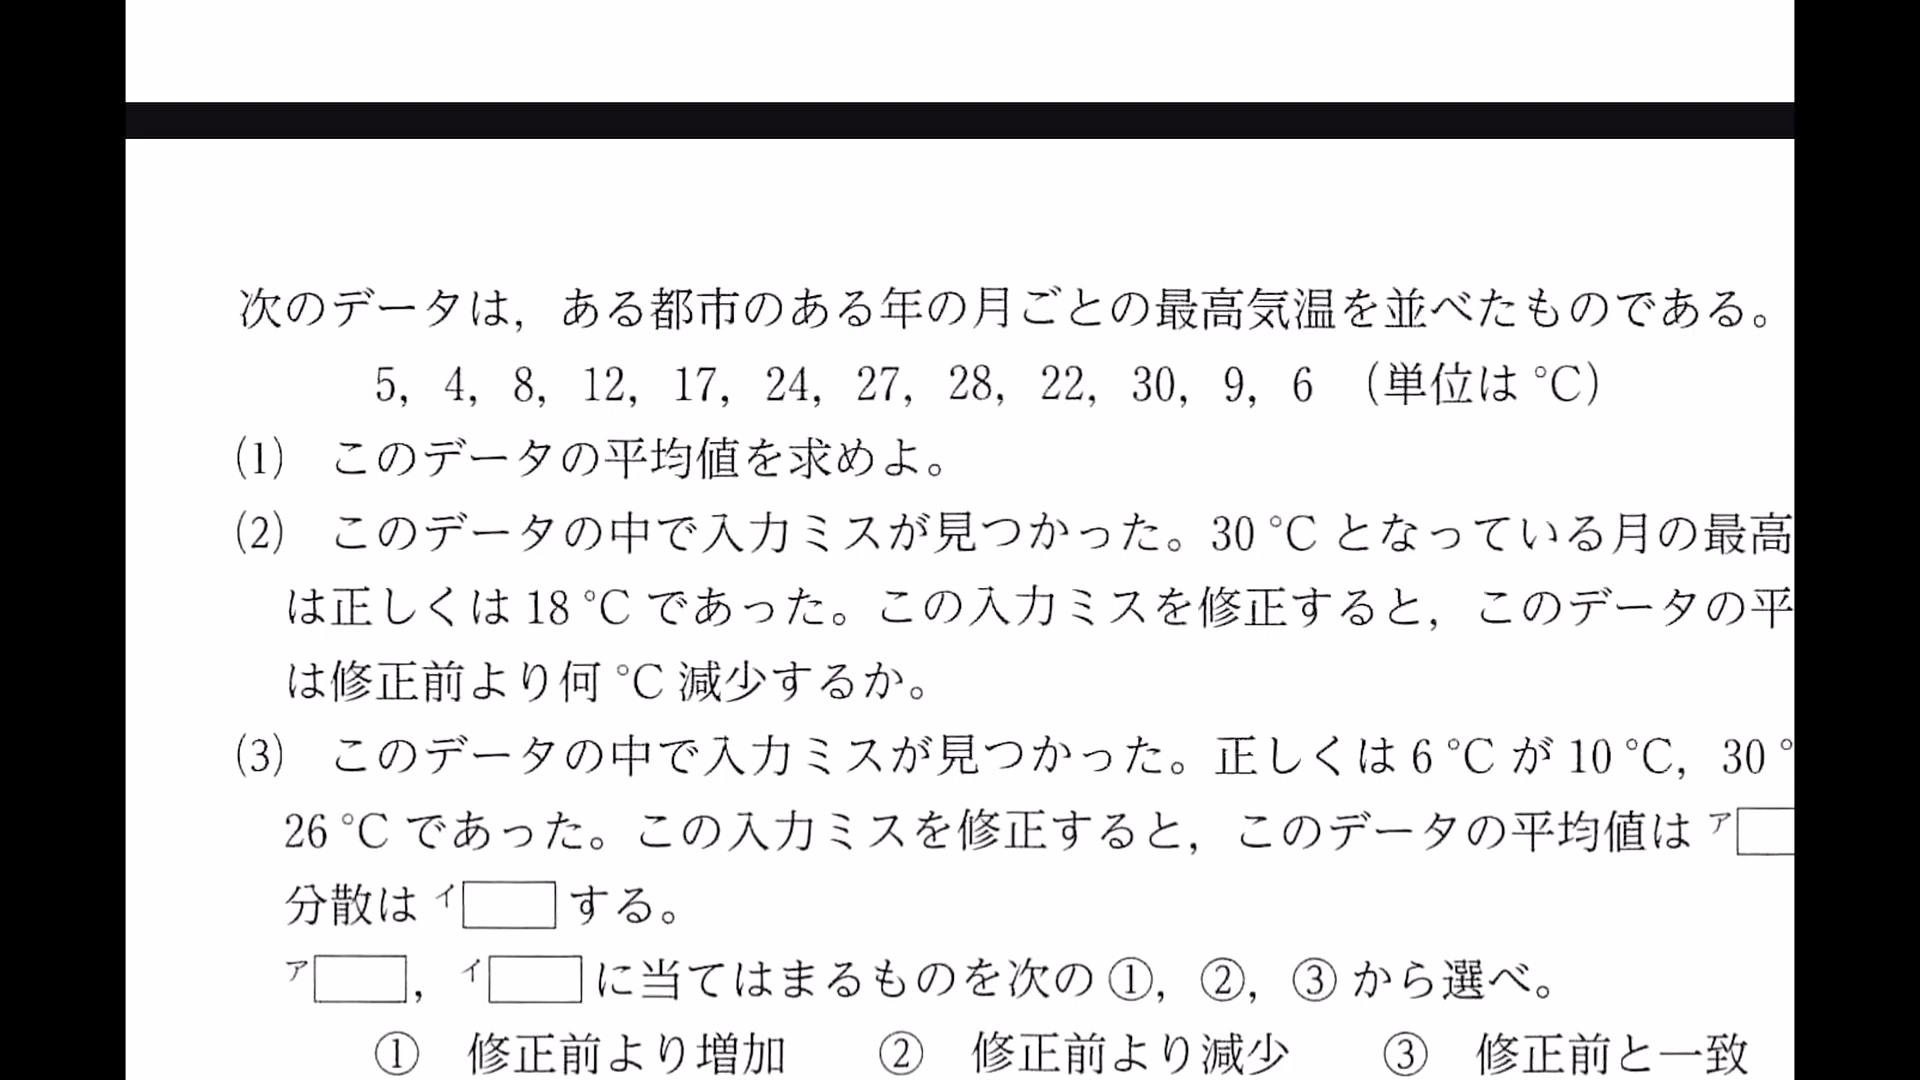 次のデータは，ある都市のある年の月ごとの最高気温を並べたものである。
5，4，8，12，17，24，27，28，22，30，9，6　（単位は ℃）
(1)　このデータの平均値を求めよ。
(2)　このデータの中で入力ミスが見つかった。30 ℃ となっている月の最高
は正しくは 18 ℃ であった。この入力ミスを修正すると，このデータの平
は修正前より何 ℃ 減少するか。
(3)　このデータの中で入力ミスが見つかった。正しくは 6 ℃ が 10 ℃，30 °
26 ℃ であった。この入力ミスを修正すると，このデータの平均値は ア
分散は イ する。
ア，イ に当てはまるものを次の ①，②，③ から選べ。
①　修正前より増加　②　修正前より減少　③　修正前と一致